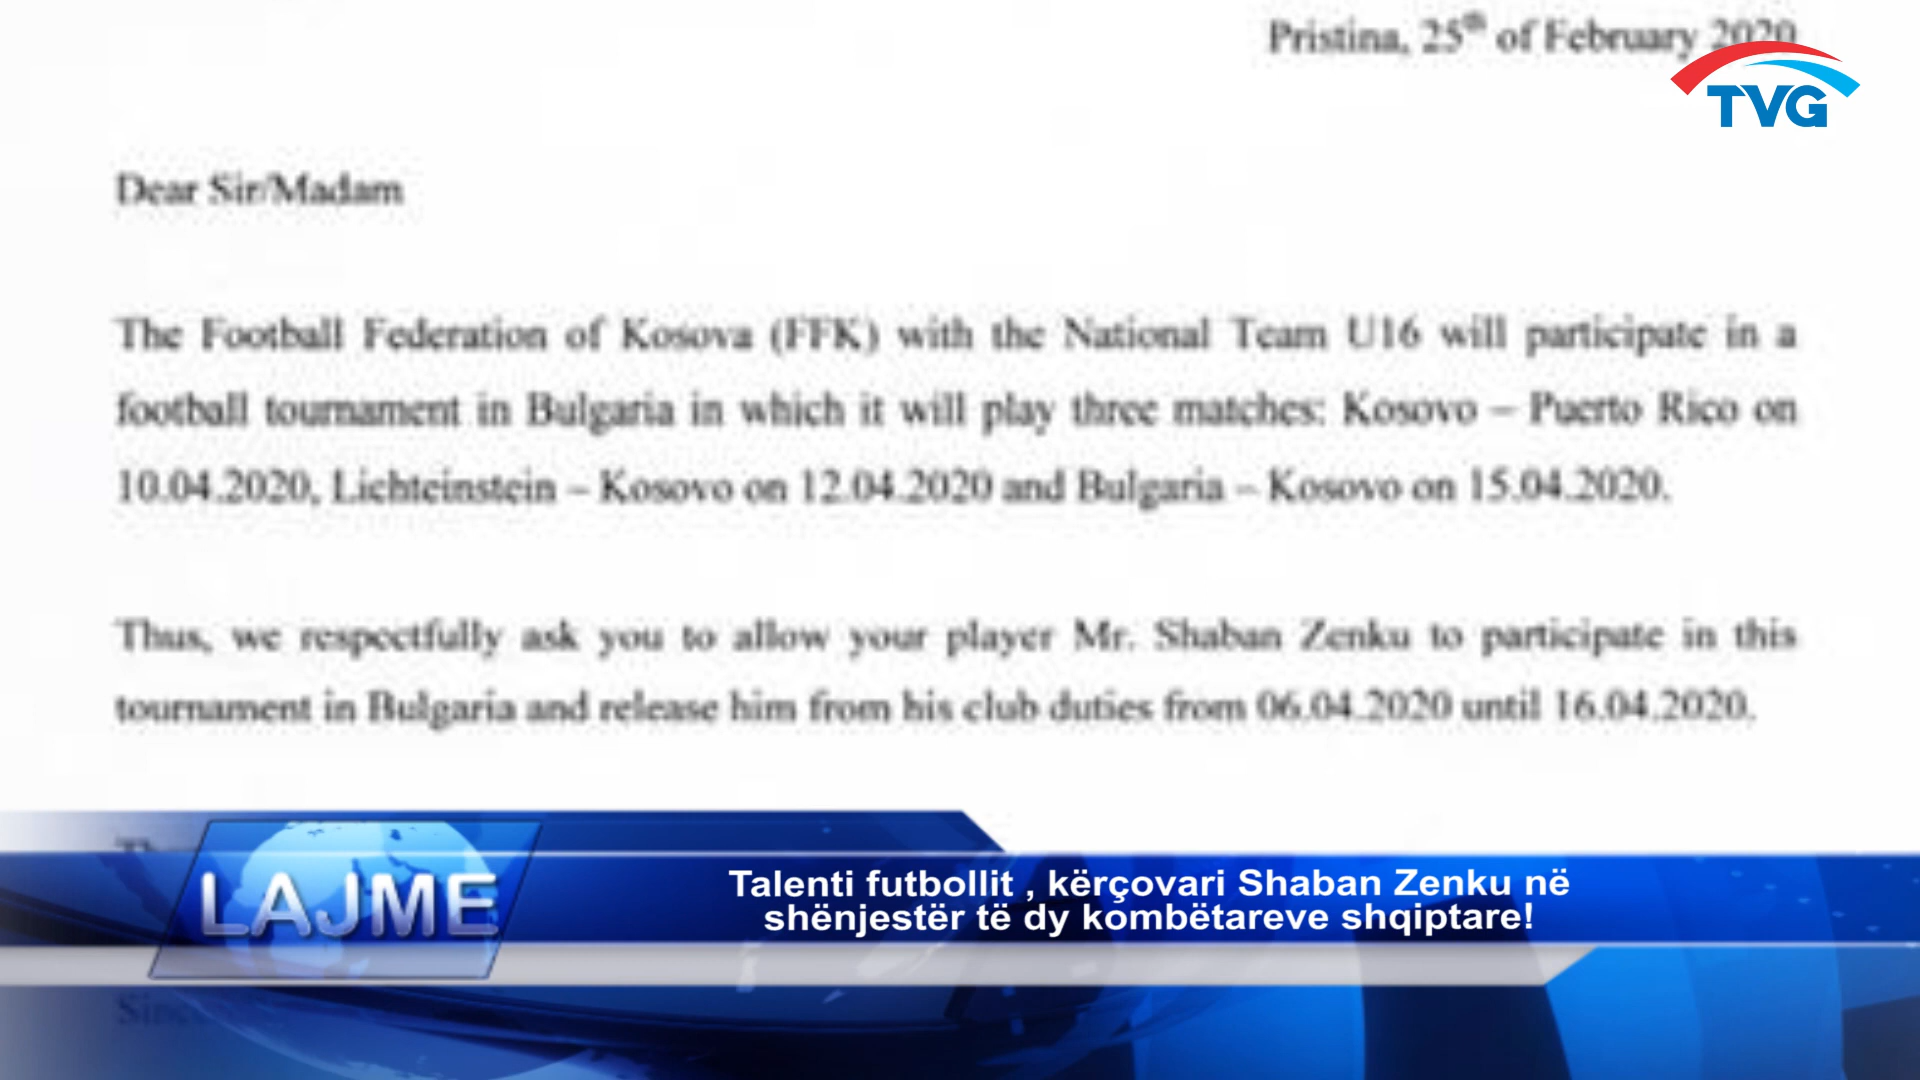 Pristina, 25th of February 2020
TVG
Dear Sir/Madam
The Football Federation of Kosova (FFK) with the National Team U16 will participate in a
football tournament in Bulgaria in which it will play three matches: Kosovo – Puerto Rico on
10.04.2020, Lichteinstein – Kosovo on 12.04.2020 and Bulgaria – Kosovo on 15.04.2020.
Thus, we respectfully ask you to allow your player Mr. Shaban Zenku to participate in this
tournament in Bulgaria and release him from his club duties from 06.04.2020 until 16.04.2020.
LAJME
Talenti futbollit , kërçovari Shaban Zenku në
shënjestër të dy kombëtareve shqiptare!